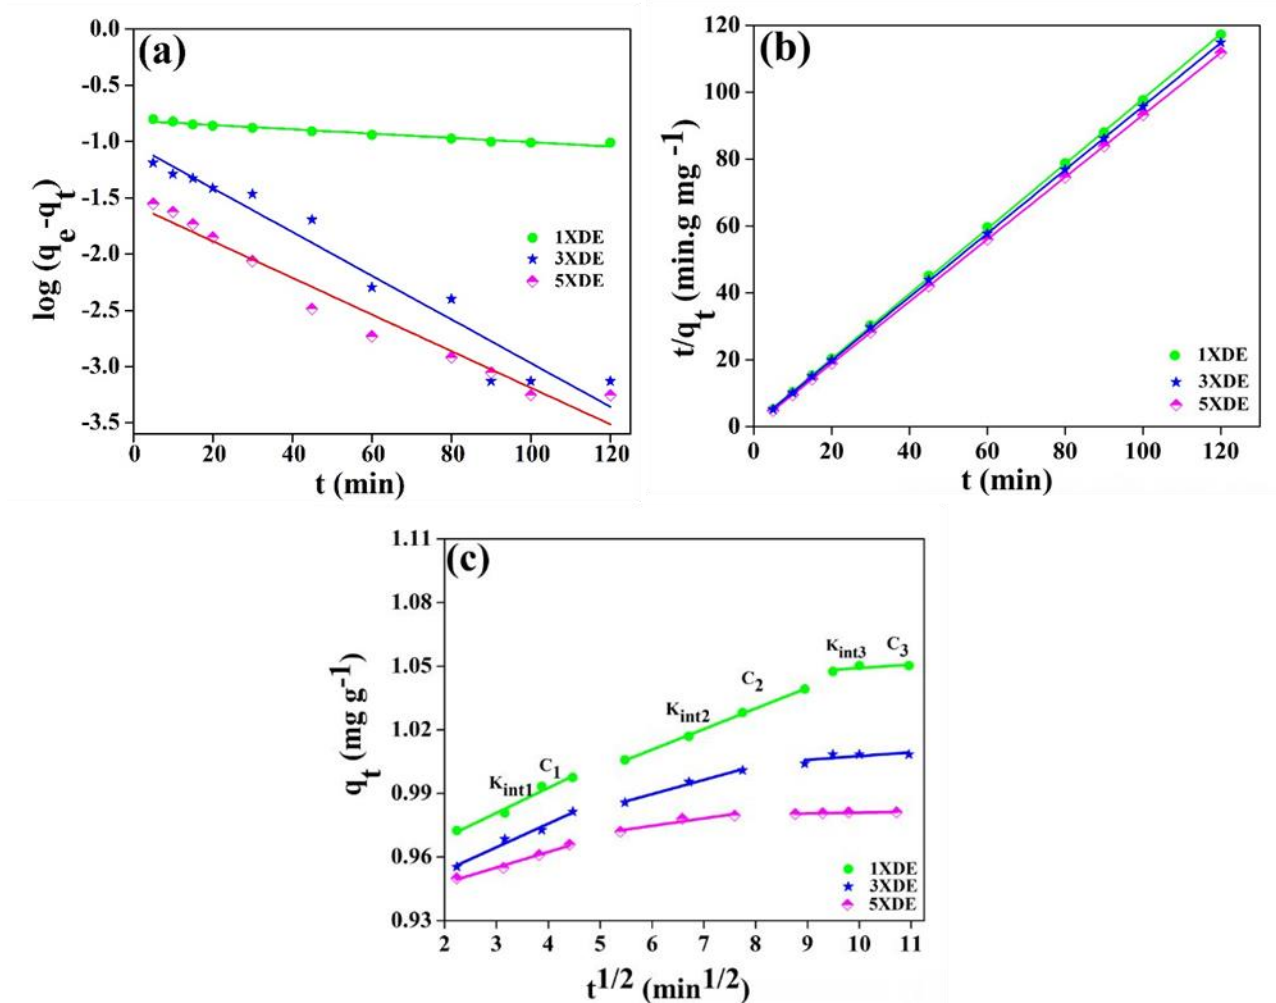 (a)
0.0
-0.5
-1.0
-1.5
-2.0
-2.5
-3.0
-3.5
log (qe -qt)
1XDE
3XDE
5XDE
0 20 40 60 80 100 120
t (min)
(b)
120
100
80
60
40
20
0
t/qt (min.g mg -1)
1XDE
3XDE
5XDE
0 20 40 60 80 100 120
t (min)
(c)
1.11
1.08
1.05
1.02
0.99
0.96
0.93
qt (mg g-1)
Kint1 C1
Kint2 C2
Kint3 C3
1XDE
3XDE
5XDE
2 3 4 5 6 7 8 9 10 11
t1/2 (min1/2)